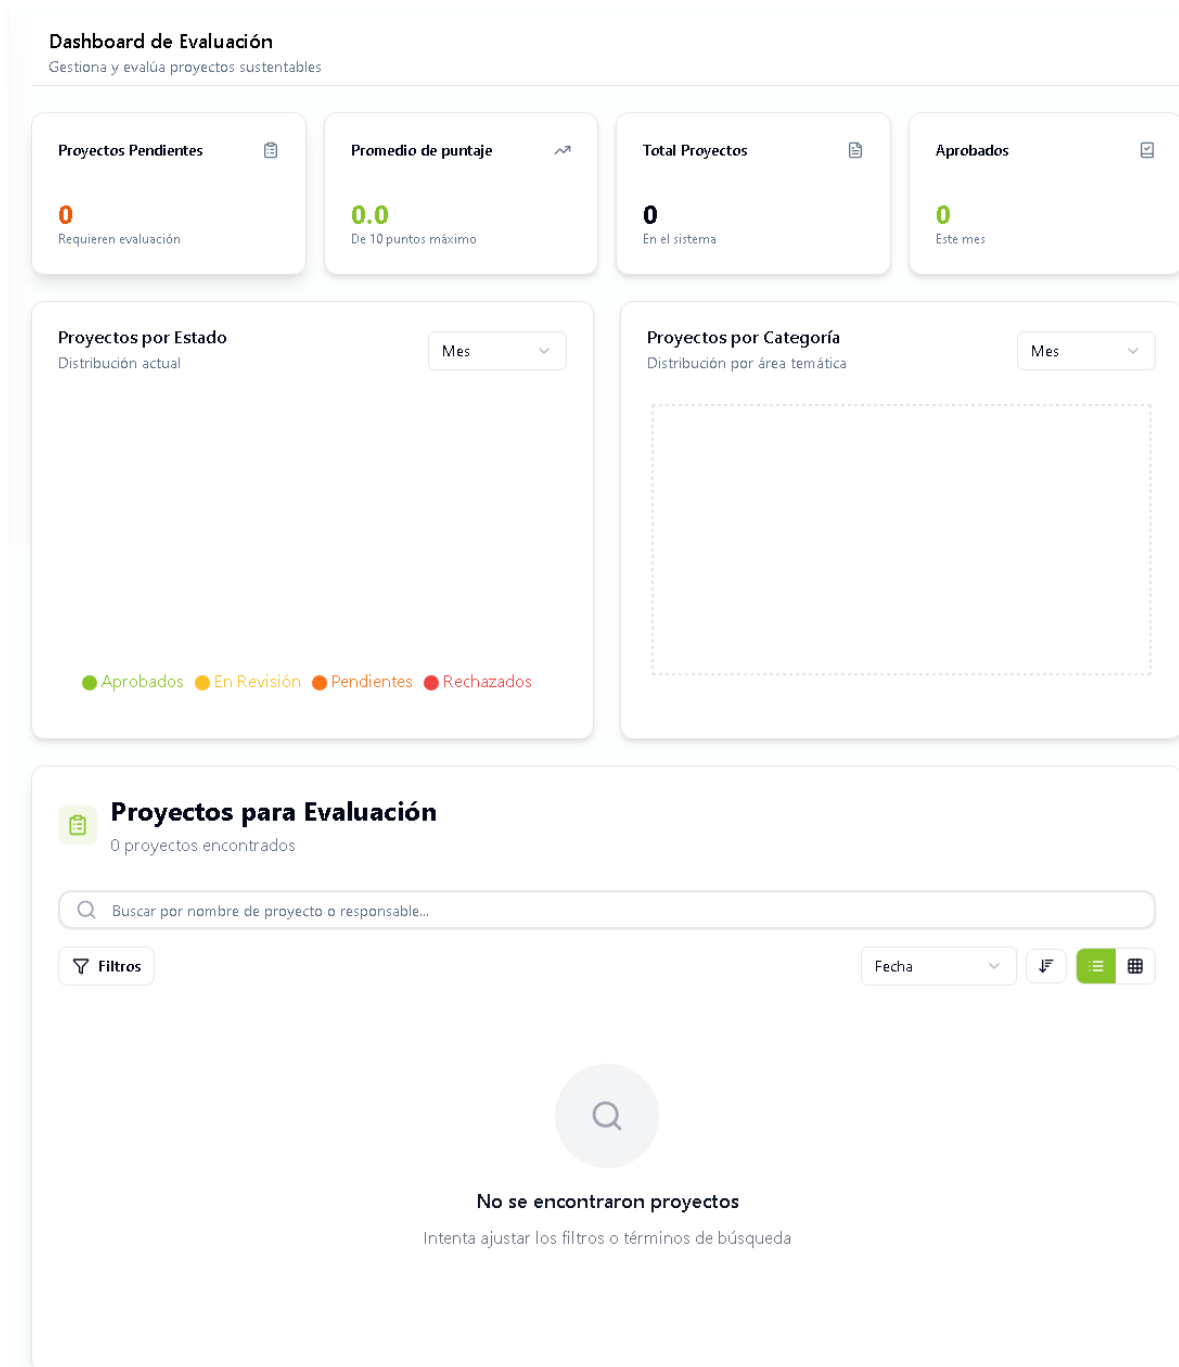 Dashboard de Evaluación
Gestiona y evalúa proyectos sustentables
Proyectos Pendientes
0
Requieren evaluación
Promedio de puntaje
0.0
De 10 puntos máximo
Total Proyectos
0
En el sistema
Aprobados
0
Este mes
Proyectos por Estado
Distribución actual
Mes
Aprobados En Revisión Pendientes Rechazados
Proyectos por Categoría
Distribución por área temática
Mes
Proyectos para Evaluación
0 proyectos encontrados
Buscar por nombre de proyecto o responsable...
Filtros
Fecha
No se encontraron proyectos
Intenta ajustar los filtros o términos de búsqueda